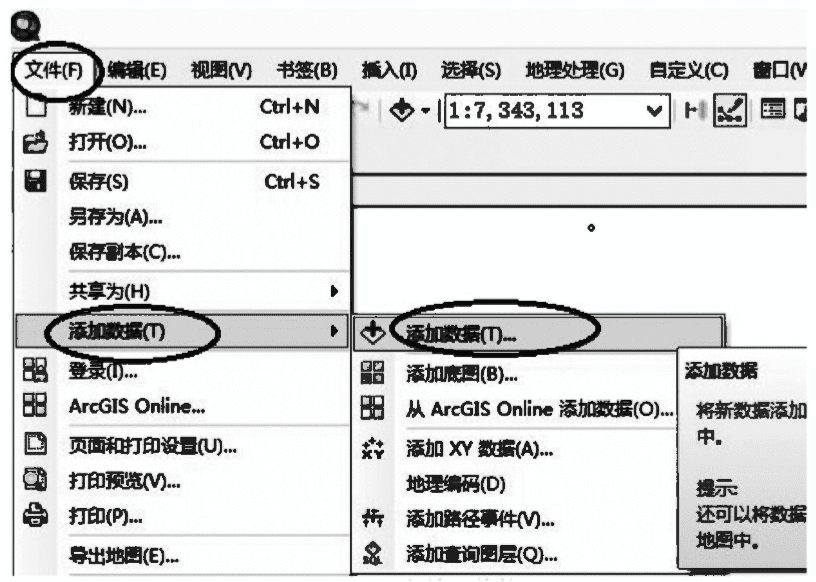 文件(F) 编辑(E) 视图(V) 书签(B) 插入(I) 选择(S) 地理处理(G) 自定义(C) 窗口(V
新建(N)... Ctrl+N
1:7,343,113
打开(O)... Ctrl+O
保存(S) Ctrl+S
另存为(A)...
保存副本(C)...
共享为(H)
添加数据(T)
登录(I)...
ArcGIS Online...
页面和打印设置(U)...
打印预览(V)...
打印(P)...
导出地图(E)...
添加数据(T)...
添加底图(B)...
从 ArcGIS Online 添加数据(O)...
添加 XY 数据(A)...
地理编码(D)
添加路径事件(V)...
添加查询图层(Q)...
添加数据
将新数据添加
中。
提示:
还可以将数据
地图中。